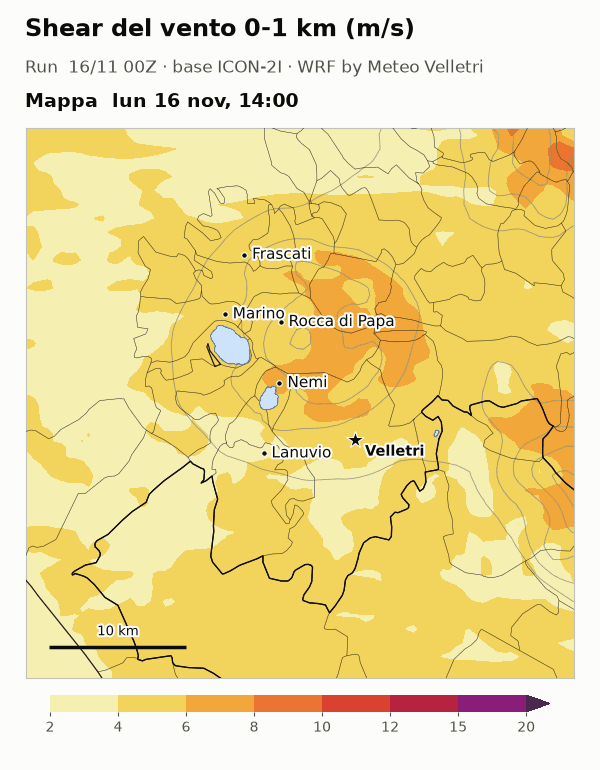 Shear del vento 0-1 km (m/s)
Run  16/11 00Z · base ICON-2I · WRF by Meteo Velletri
Mappa  lun 16 nov, 14:00
Frascati
Marino
Rocca di Papa
Nemi
Velletri
Lanuvio
10 km
2 4 6 8 10 12 15 20